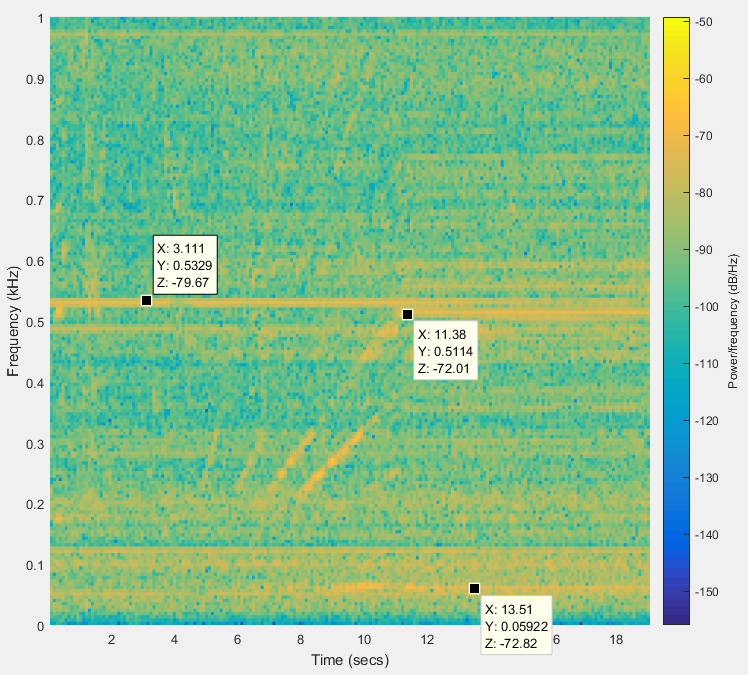 1
0.9
0.8
0.7
0.6
0.5
0.4
0.3
0.2
0.1
0
Frequency (kHz)
X: 3.111
Y: 0.5329
Z: -79.67
X: 11.38
Y: 0.5114
Z: -72.01
X: 13.51
Y: 0.05922
Z: -72.82
2 4 6 8 10 12 6 18
Time (secs)
-50
-60
-70
-80
-90
-100
-110
-120
-130
-140
-150
Power/frequency (dB/Hz)